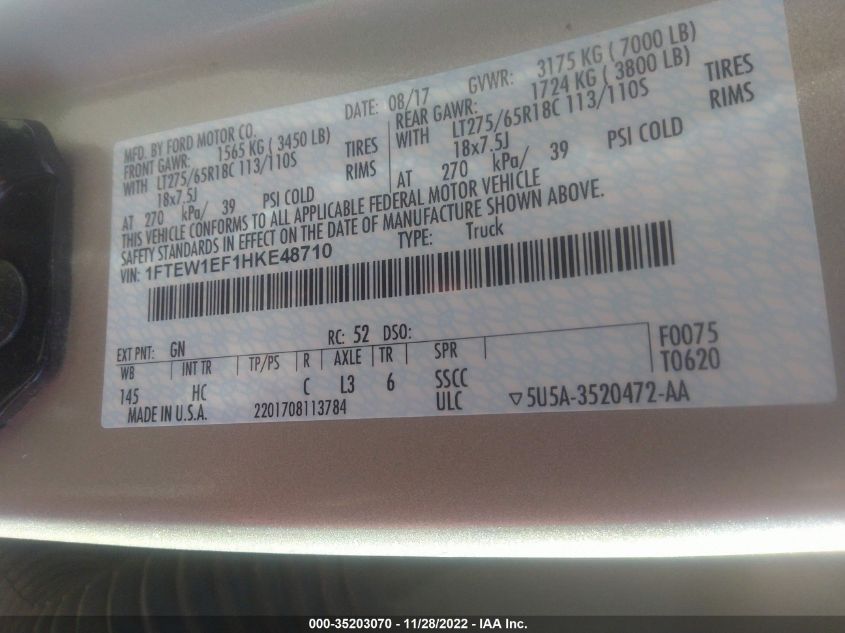 MFD. BY FORD MOTOR CO.
DATE: 08/17 GVWR: 3175 KG ( 7000 LB)
FRONT GAWR: 1565 KG ( 3450 LB) REAR GAWR: 1724 KG ( 3800 LB)
WITH LT275/65R18C 113/110S TIRES WITH LT275/65R18C 113/110S TIRES
18x7.5J RIMS 18x7.5J RIMS
AT 270 kPa/ 39 PSI COLD AT 270 kPa/ 39 PSI COLD
THIS VEHICLE CONFORMS TO ALL APPLICABLE FEDERAL MOTOR VEHICLE
SAFETY STANDARDS IN EFFECT ON THE DATE OF MANUFACTURE SHOWN ABOVE.
VIN: 1FTEW1EF1HKE48710 TYPE: Truck
EXT PNT: GN RC: 52 DSO: F0075
WB INT TR TP/PS R AXLE TR SPR T0620
145 HC C L3 6 SSCC
MADE IN U.S.A. 2201708113784 ULC ▽5U5A-3520472-AA
000-35203070 - 11/28/2022 - IAA Inc.